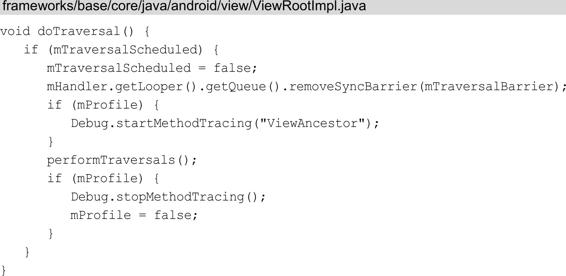 frameworks/base/core/java/android/view/ViewRootImpl.java
void doTraversal() {
    if (mTraversalScheduled) {
        mTraversalScheduled = false;
        mHandler.getLooper().getQueue().removeSyncBarrier(mTraversalBarrier);
        if (mProfile) {
            Debug.startMethodTracing("ViewAncestor");
        }
        performTraversals();
        if (mProfile) {
            Debug.stopMethodTracing();
            mProfile = false;
        }
    }
}